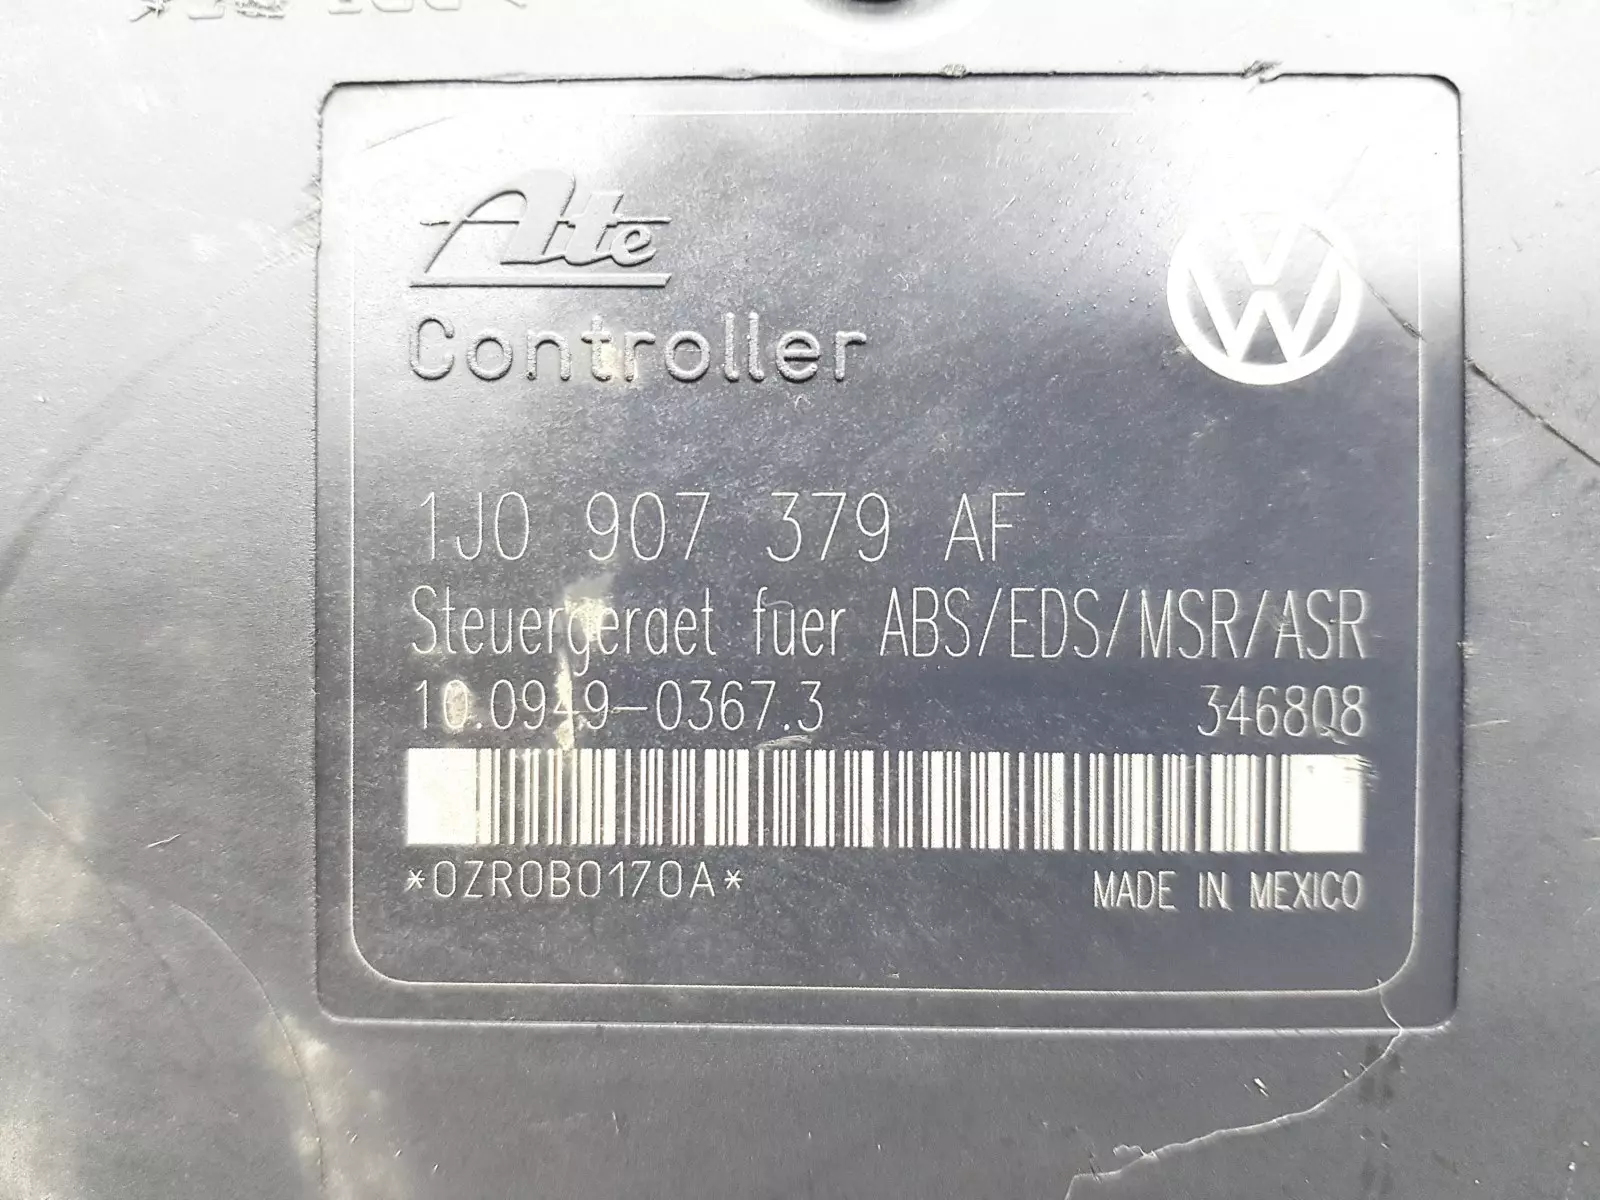 Ate
Controller
1J0 907 379 AF
Steuergeraet fuer ABS/EDS/MSR/ASR
10.0949-0367.3 346808
*0ZR0B0170A* MADE IN MEXICO